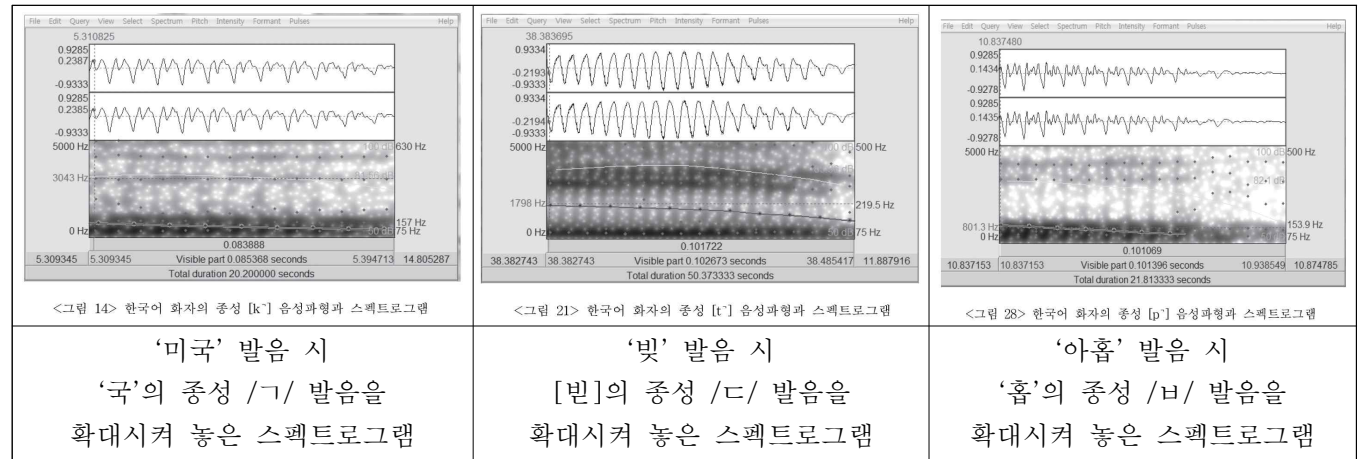 File Edit Query View Select Spectrum Pitch Intensity Formant Pulses Help
5.310825
0.9285
0.2387
-0.9333
0.9285
0.2385
-0.9333
5000 Hz
630 Hz
3043 Hz
157 Hz
0 Hz
75 Hz
0.083888
5.309345 5.309345 Visible part 0.085368 seconds 5.394713 14.805287
Total duration 20.200000 seconds
<그림 14> 한국어 화자의 종성 [k˺] 음성파형과 스펙트로그램
‘미국’ 발음 시
‘국’의 종성 /ㄱ/ 발음을
확대시켜 놓은 스펙트로그램
File Edit Query View Select Spectrum Pitch Intensity Formant Pulses Help
38.383695
0.9334
-0.2193
-0.9333
0.9334
-0.2194
-0.9333
5000 Hz
100 dB 500 Hz
1798 Hz
219.5 Hz
0 Hz
50 dB 75 Hz
0.101722
38.382743 38.382743 Visible part 0.102673 seconds 38.485417 11.887916
Total duration 50.373333 seconds
<그림 21> 한국어 화자의 종성 [t˺] 음성파형과 스펙트로그램
‘빚’ 발음 시
[빋]의 종성 /ㄷ/ 발음을
확대시켜 놓은 스펙트로그램
File Edit Query View Select Spectrum Pitch Intensity Formant Pulses Help
10.837480
0.9285
0.1434
-0.9278
0.9285
0.1435
-0.9278
5000 Hz
100 dB 500 Hz
82.1 dB
801.3 Hz
153.9 Hz
0 Hz
75 Hz
0.101069
10.837153 10.837153 Visible part 0.101396 seconds 10.938549 10.874785
Total duration 21.813333 seconds
<그림 28> 한국어 화자의 종성 [p˺] 음성파형과 스펙트로그램
‘아홉’ 발음 시
‘홉’의 종성 /ㅂ/ 발음을
확대시켜 놓은 스펙트로그램